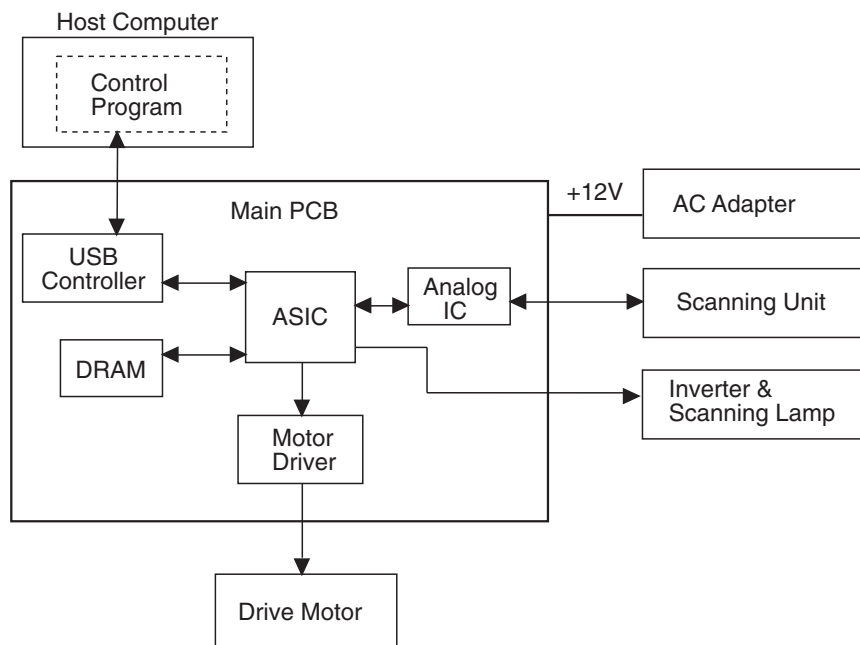 Host Computer
Control
Program
Main PCB
+12V
AC Adapter
USB
Controller
ASIC
Analog
IC
Scanning Unit
DRAM
Inverter &
Scanning Lamp
Motor
Driver
Drive Motor